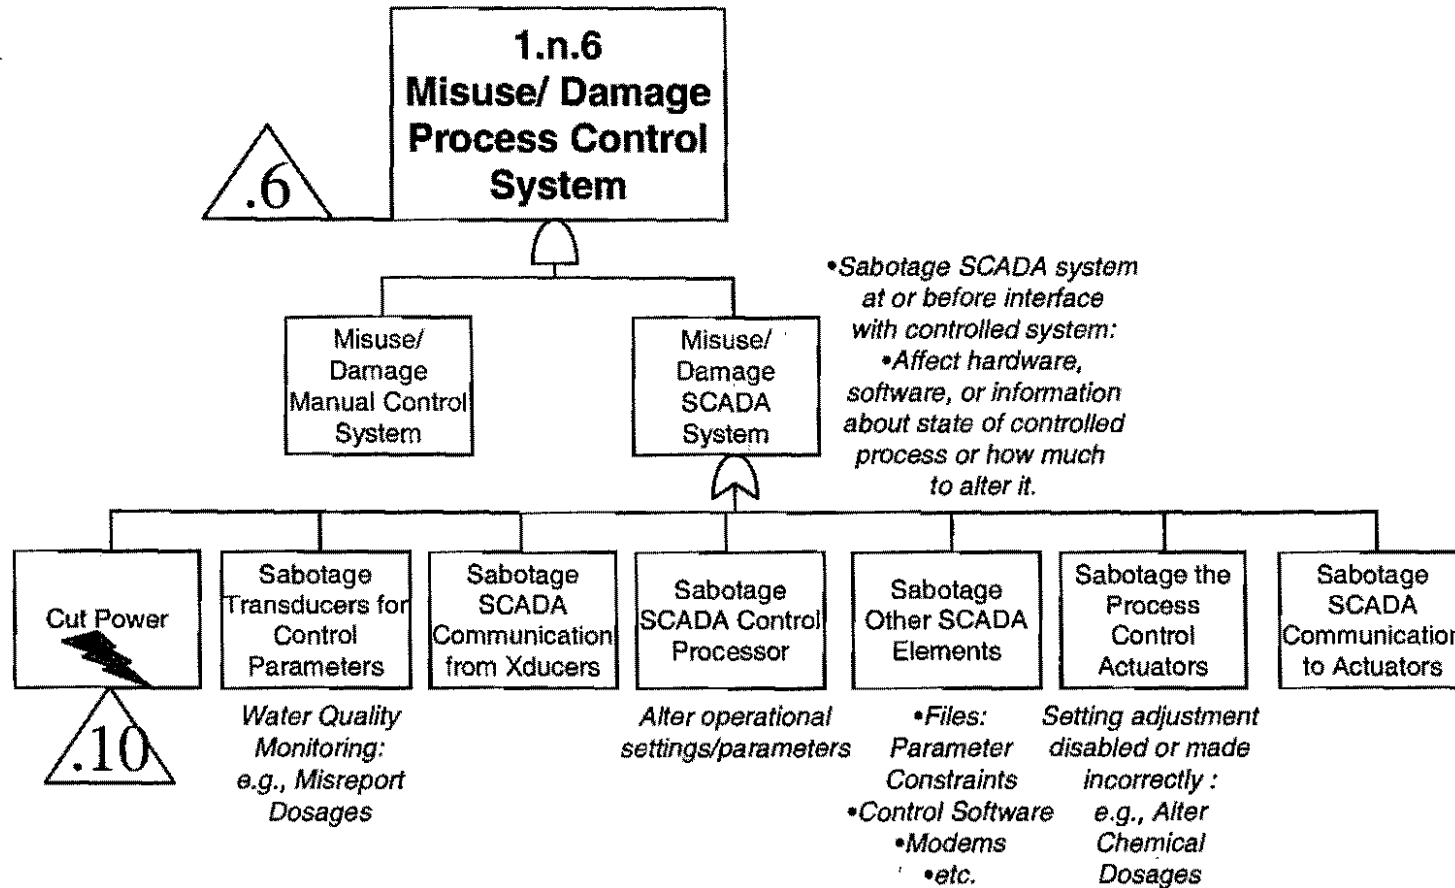 1.n.6
Misuse/ Damage
Process Control
System
.6
•Sabotage SCADA system
at or before interface
with controlled system:
•Affect hardware,
software, or information
about state of controlled
process or how much
to alter it.
Misuse/
Damage
Manual Control
System
Misuse/
Damage
SCADA
System
Cut Power
.10
Sabotage
Transducers for
Control
Parameters
Water Quality
Monitoring:
e.g., Misreport
Dosages
Sabotage
SCADA
Communication
from Xducers
Sabotage
SCADA Control
Processor
Alter operational
settings/parameters
Sabotage
Other SCADA
Elements
•Files:
Parameter
Constraints
•Control Software
•Modems
•etc.
Sabotage the
Process
Control
Actuators
Setting adjustment
disabled or made
incorrectly :
e.g., Alter
Chemical
Dosages
Sabotage
SCADA
Communication
to Actuators